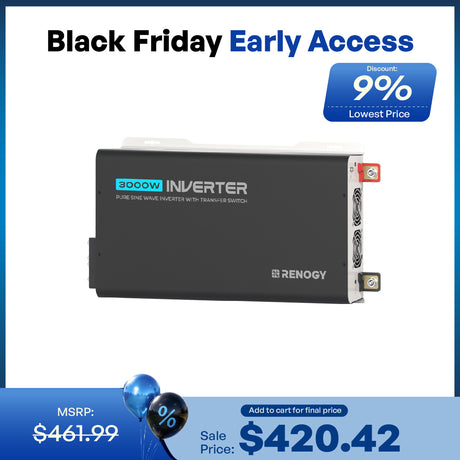 Black Friday Early Access
Discount:
9%
Lowest Price
3000W INVERTER
PURE SINE WAVE INVERTER WITH TRANSFER SWITCH
RENOGY
MSRP:
$461.99
%
Add to cart for final price
Sale
Price: $420.42